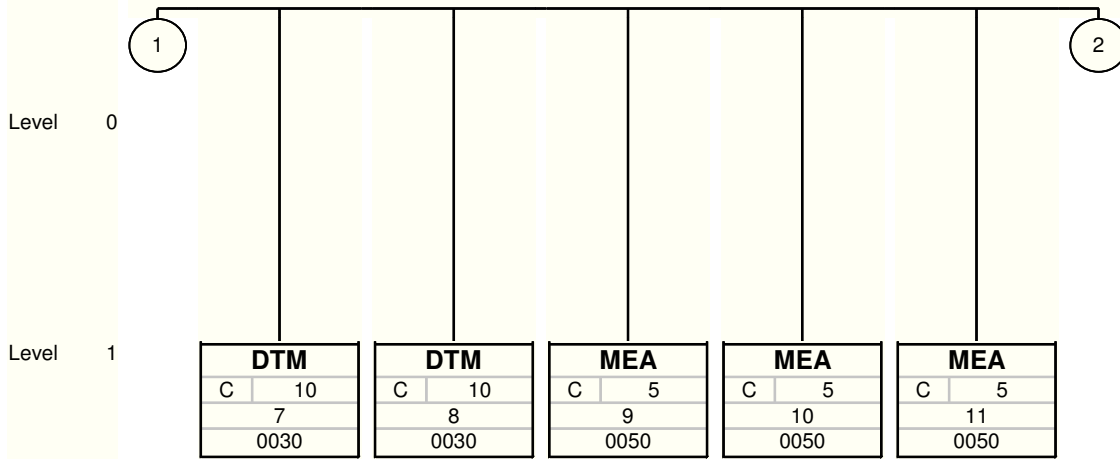 1 2
Level 0
Level 1
DTM DTM MEA MEA MEA
C 10 C 10 C 5 C 5 C 5
7 8 9 10 11
0030 0030 0050 0050 0050